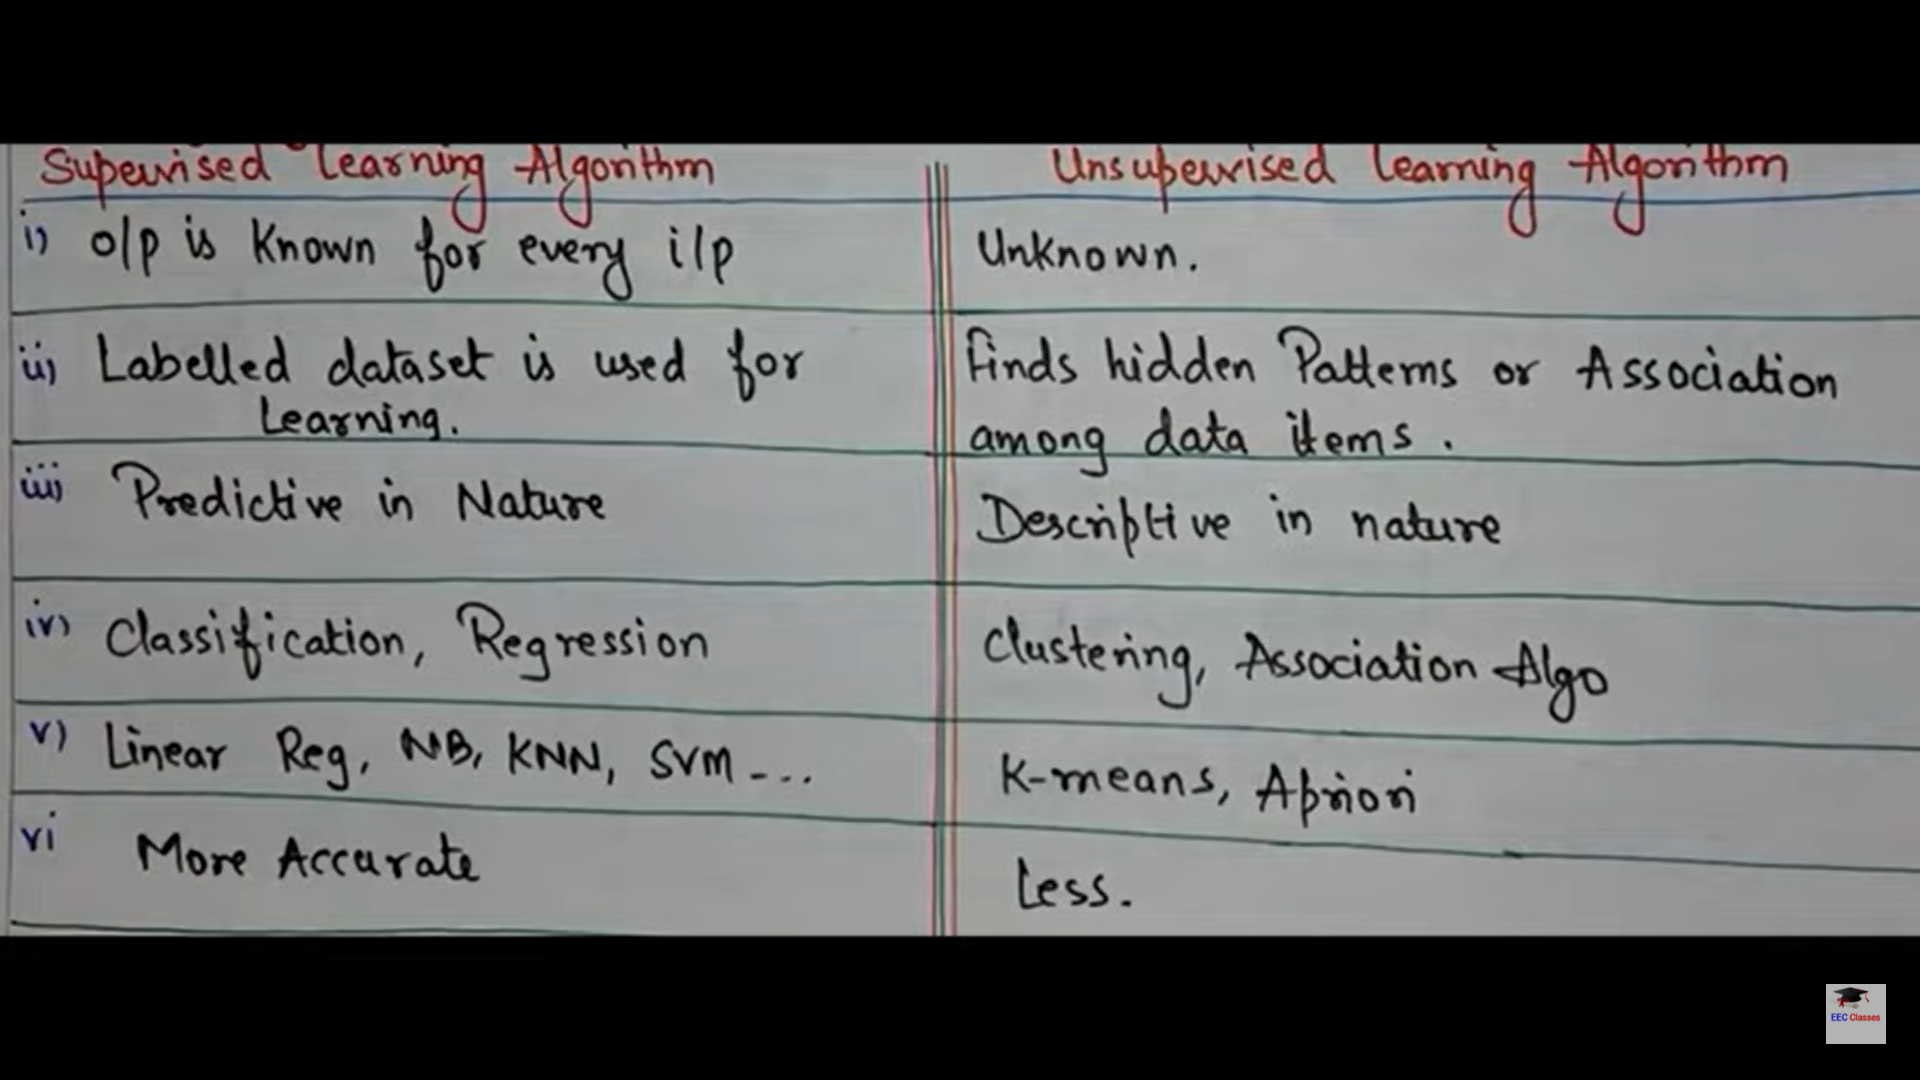 Supervised Learning Algorithm
Unsupervised Learning Algorithm
i) o/p is Known for every i/p
Unknown.
ii) Labelled dataset is used for
Learning.
Finds hidden Patterns or Association
among data items.
iii) Predictive in Nature
Descriptive in nature
iv) Classification, Regression
Clustering, Association Algo
v) Linear Reg, NB, KNN, SVM ----
K-means, Apriori
vi More Accurate
Less.
EEC Classes